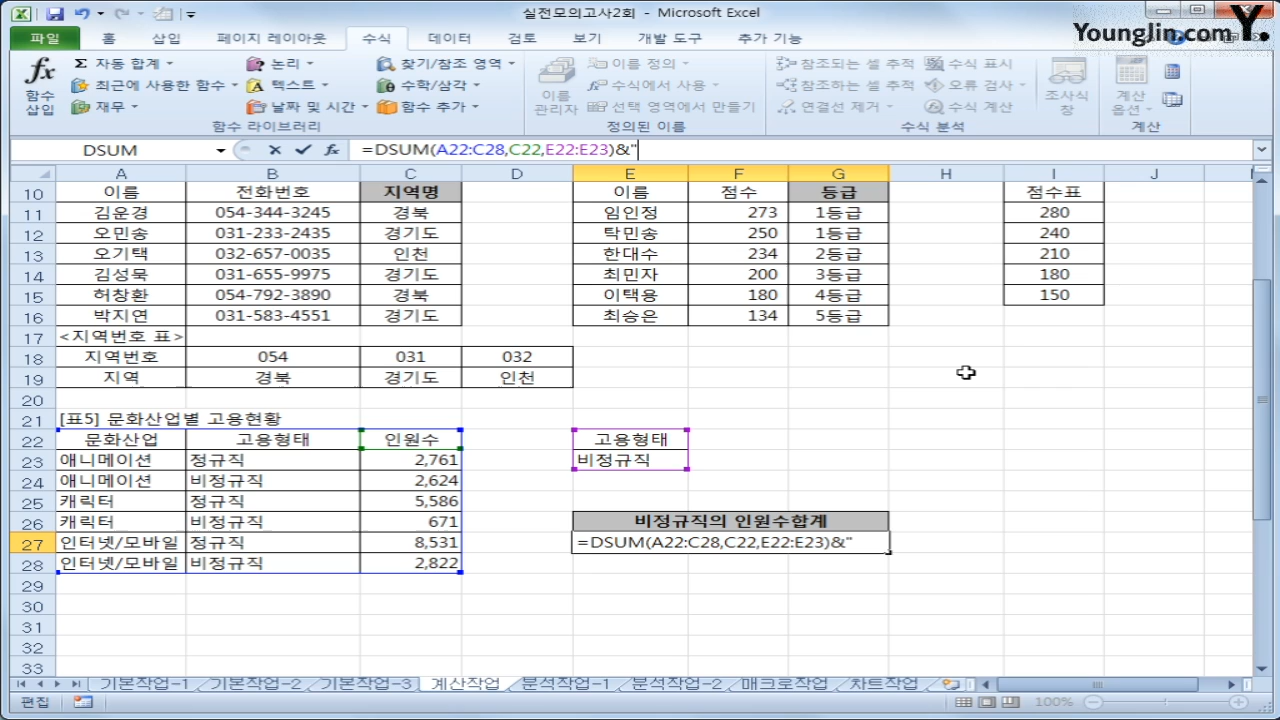 실전모의고사2회 - Microsoft Excel
Younglin.com Y.
파일 홈 삽입 페이지 레이아웃 수식 데이터 검토 보기 개발 도구 추가 기능
fx 함수 삽입
Σ 자동 합계 논리 찾기/참조 영역
최근에 사용한 함수 텍스트 수학/삼각
재무 날짜 및 시간 함수 추가
함수 라이브러리
이름 관리자
이름 정의
수식에서 사용
선택 영역에서 만들기
정의된 이름
참조되는 셀 추적 수식 표시
참조하는 셀 추적 오류 검사
연결선 제거 수식 계산
수식 분석
조사식 창
계산 옵션
계산
DSUM fx =DSUM(A22:C28,C22,E22:E23)&"
A B C D E F G H I J
10 이름 전화번호 지역명 이름 점수 등급 점수표
11 김운경 054-344-3245 경북 임인정 273 1등급 280
12 오민송 031-233-2435 경기도 탁민송 250 1등급 240
13 오기택 032-657-0035 인천 한대수 234 2등급 210
14 김성묵 031-655-9975 경기도 최민자 200 3등급 180
15 허창환 054-792-3890 경북 이택용 180 4등급 150
16 박지연 031-583-4551 경기도 최승은 134 5등급
17 <지역번호 표>
18 지역번호 054 031 032
19 지역 경북 경기도 인천
20
21 [표5] 문화산업별 고용현황
22 문화산업 고용형태 인원수 고용형태
23 애니메이션 정규직 2,761 비정규직
24 애니메이션 비정규직 2,624
25 캐릭터 정규직 5,586
26 캐릭터 비정규직 671 비정규직의 인원수합계
27 인터넷/모바일 정규직 8,531 =DSUM(A22:C28,C22,E22:E23)&"
28 인터넷/모바일 비정규직 2,822
29
30
31
32
33
기본작업-1 기본작업-2 기본작업-3 계산작업 분석작업-1 분석작업-2 매크로작업 차트작업
편집 100%